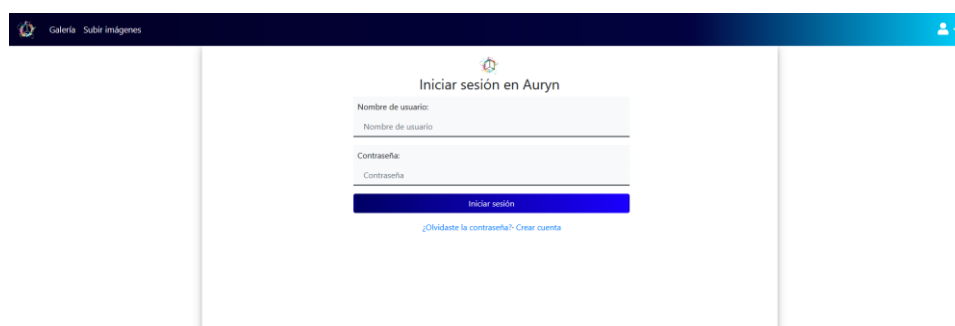 Galería Subir imágenes
Iniciar sesión en Auryn
Nombre de usuario:
Nombre de usuario
Contraseña:
Contraseña
Iniciar sesión
¿Olvidaste la contraseña?· Crear cuenta